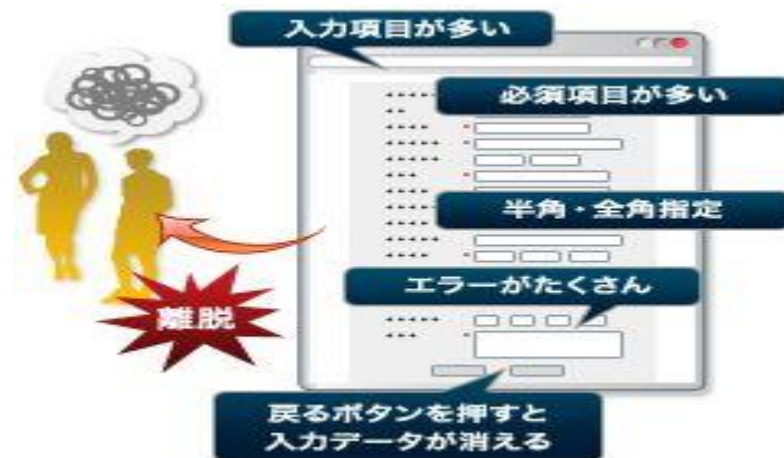 入力項目が多い
必須項目が多い
半角・全角指定
エラーがたくさん
離脱
戻るボタンを押すと
入力データが消える